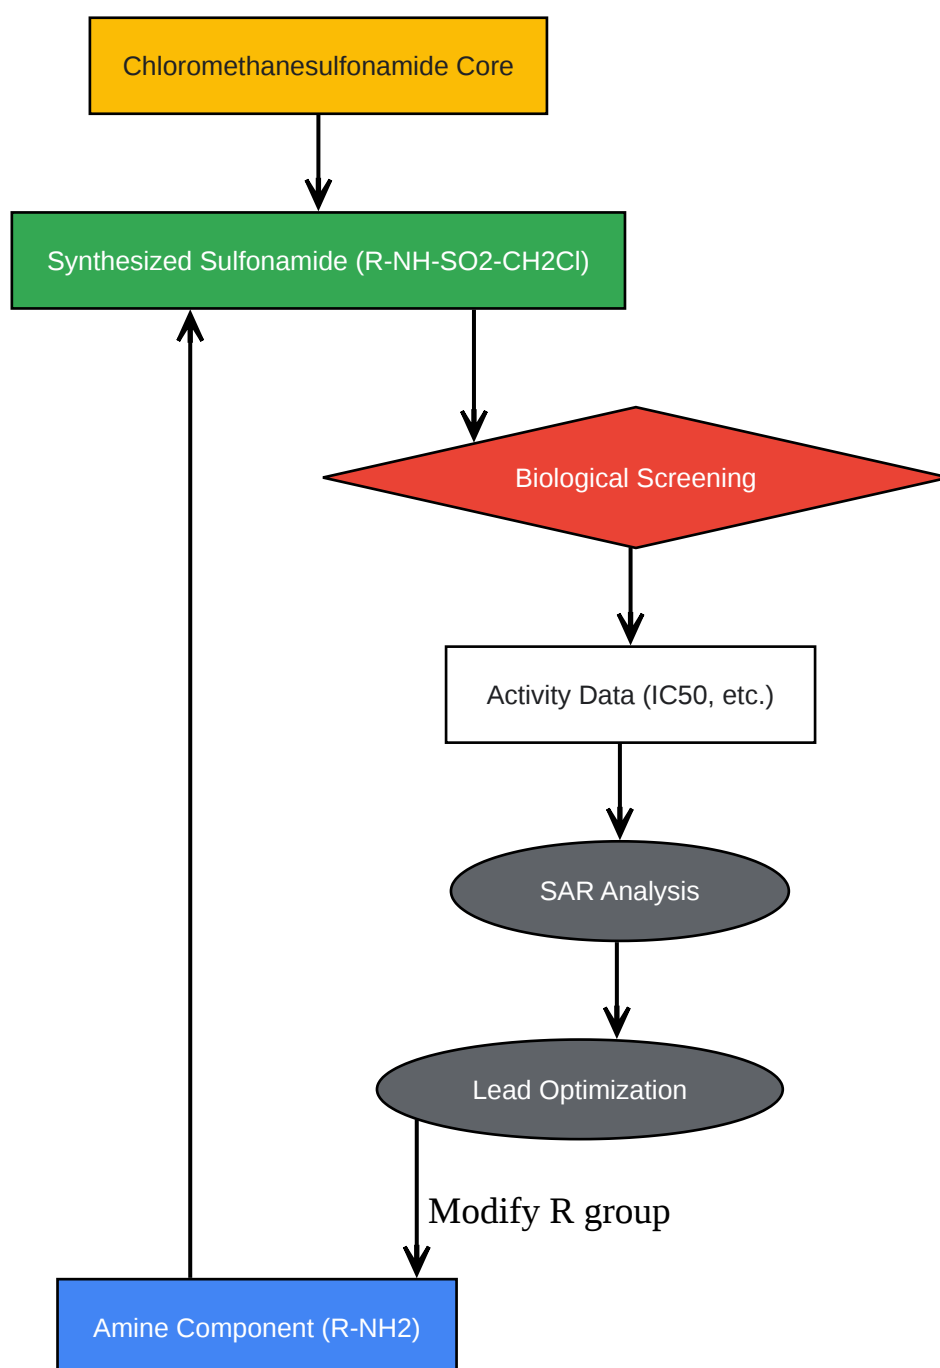 Chloromethanesulfonamide Core
Synthesized Sulfonamide (R-NH-SO2-CH2Cl)
Biological Screening
Activity Data (IC50, etc.)
SAR Analysis
Lead Optimization
Modify R group
Amine Component (R-NH2)